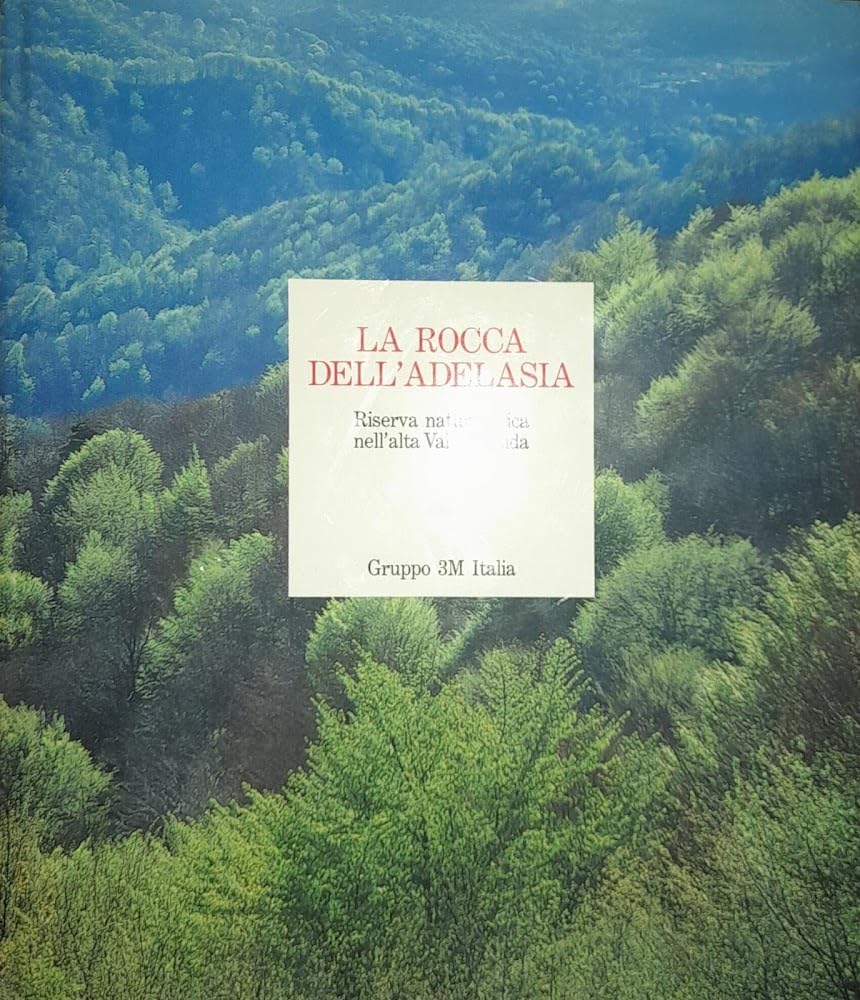 LA ROCCA
DELL'ADELASIA
Riserva
nell'alta
Gruppo 3M Italia